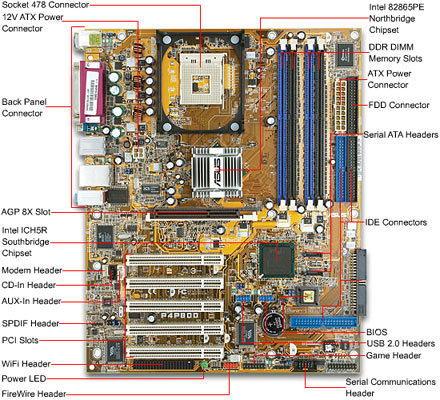 Socket 478 Connector
12V ATX Power
Connector
Back Panel
Connector
AGP 8X Slot
Intel ICH5R
Southbridge
Chipset
Modem Header
CD-In Header
AUX-In Header
SPDIF Header
PCI Slots
WiFi Header
Power LED
FireWire Header
Intel 82865PE
Northbridge
Chipset
DDR DIMM
Memory Slots
ATX Power
Connector
FDD Connector
Serial ATA Headers
IDE Connectors
BIOS
USB 2.0 Headers
Game Header
Serial Communications
Header
ASUS
P4P800